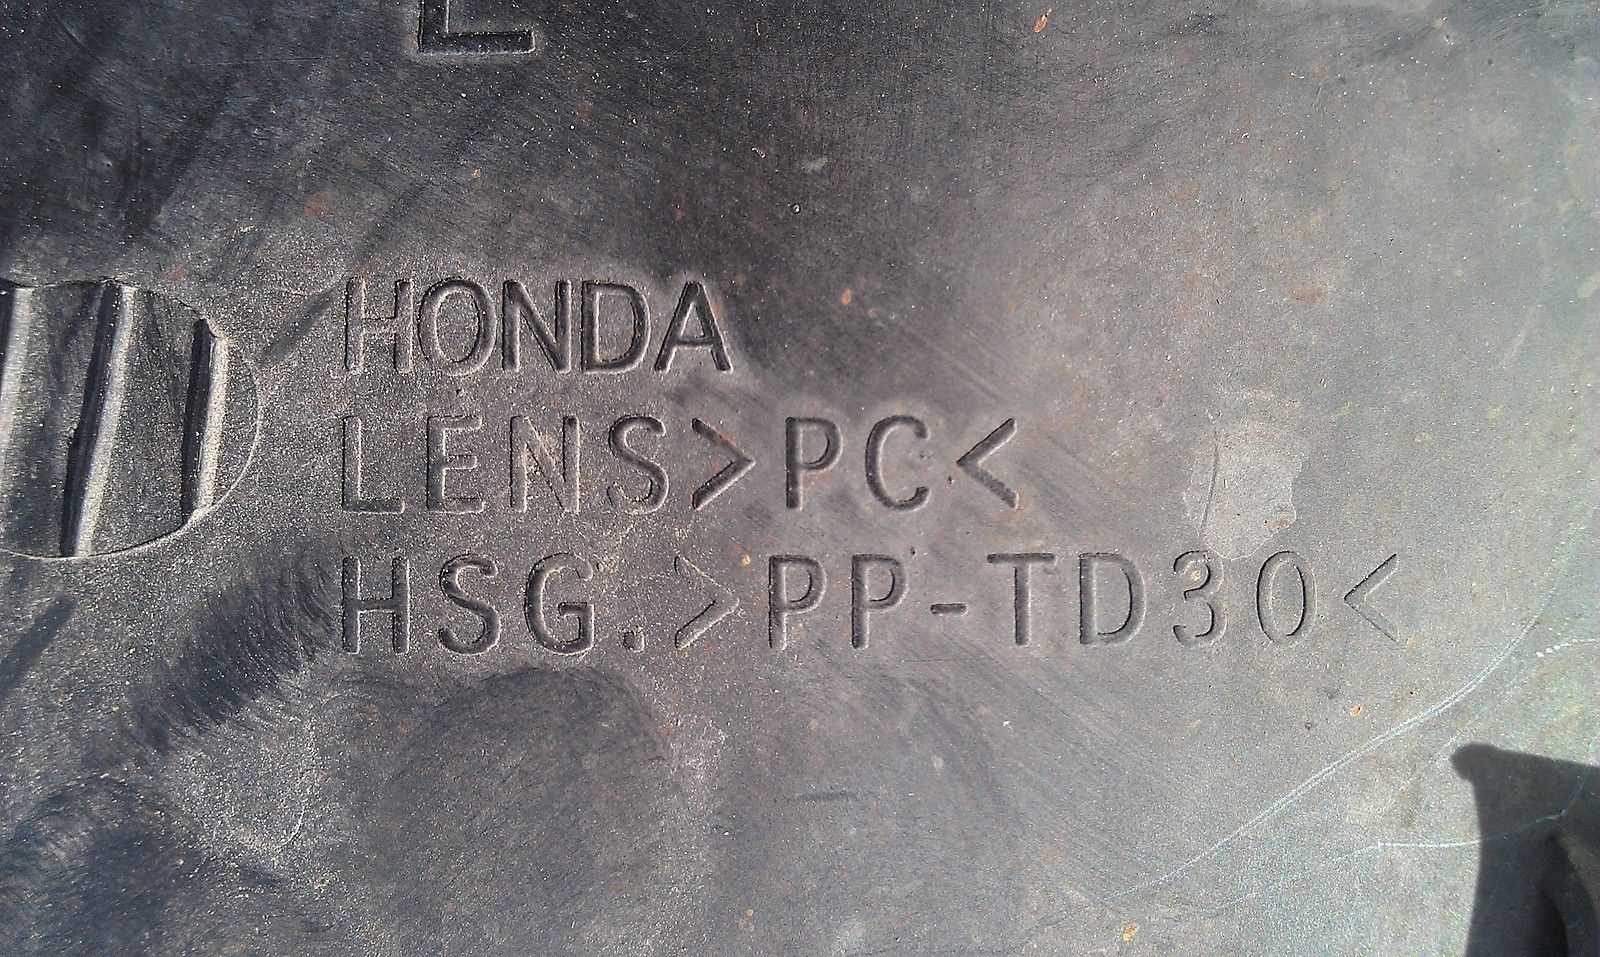 L
HONDA
LENS>PC<
HSG.>PP-TD30<